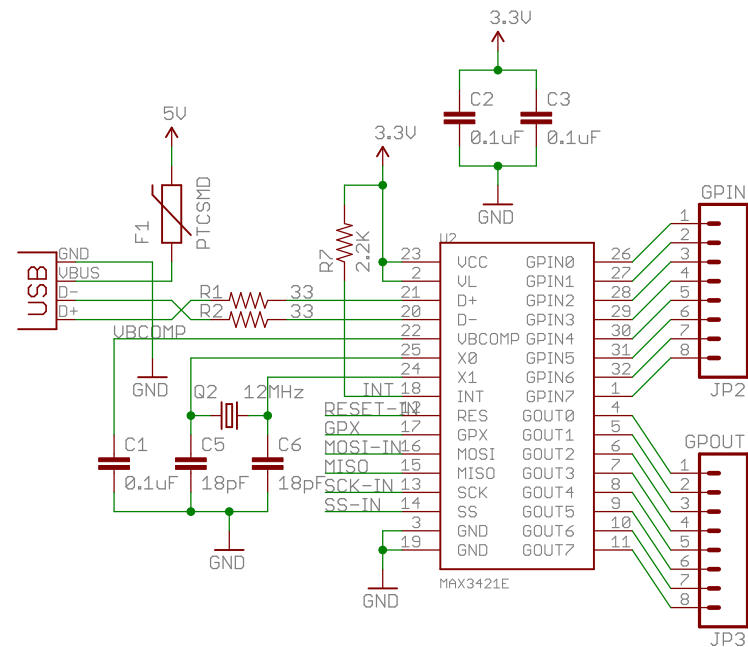 3.3V
C2
C3
0.1uF
0.1uF
GND
5V
F1
PTCSMD
3.3V
R7
2.2K
USB
GND
VBUS
D-
D+
R1
33
R2
33
VBCOMP
GND
Q2
12MHz
C1
0.1uF
C5
18pF
C6
18pF
GND
INT
RESET-IN
GPX
MOSI-IN
MISO
SCK-IN
SS-IN
GND
U2
23 VCC GPIN0 26
2 VL GPIN1 27
21 D+ GPIN2 28
20 D- GPIN3 29
22 VBCOMP GPIN4 30
25 X0 GPIN5 31
24 X1 GPIN6 32
18 INT GPIN7 1
12 RES GOUT0 4
17 GPX GOUT1 5
16 MOSI GOUT2 6
15 MISO GOUT3 7
13 SCK GOUT4 8
14 SS GOUT5 9
3 GND GOUT6 10
19 GND GOUT7 11
MAX3421E
GPIN
1
2
3
4
5
6
7
8
JP2
GPOUT
1
2
3
4
5
6
7
8
JP3